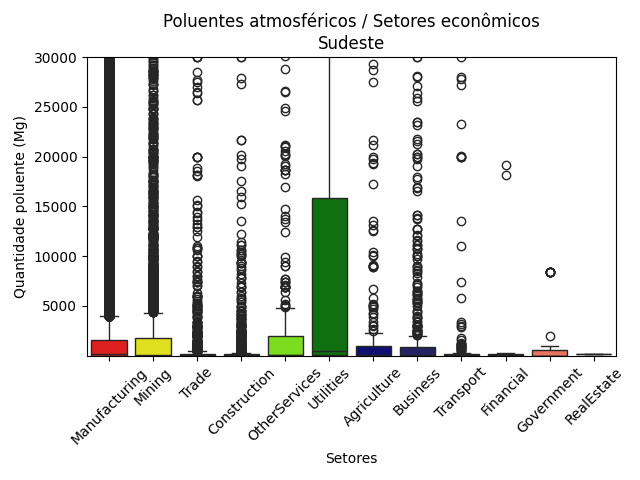 Poluentes atmosféricos / Setores econômicos
Sudeste
30000
25000
20000
15000
10000
5000
Quantidade poluente (Mg)
Manufacturing
Mining
Trade
Construction
OtherServices
Utilities
Agriculture
Business
Transport
Financial
Government
RealEstate
Setores